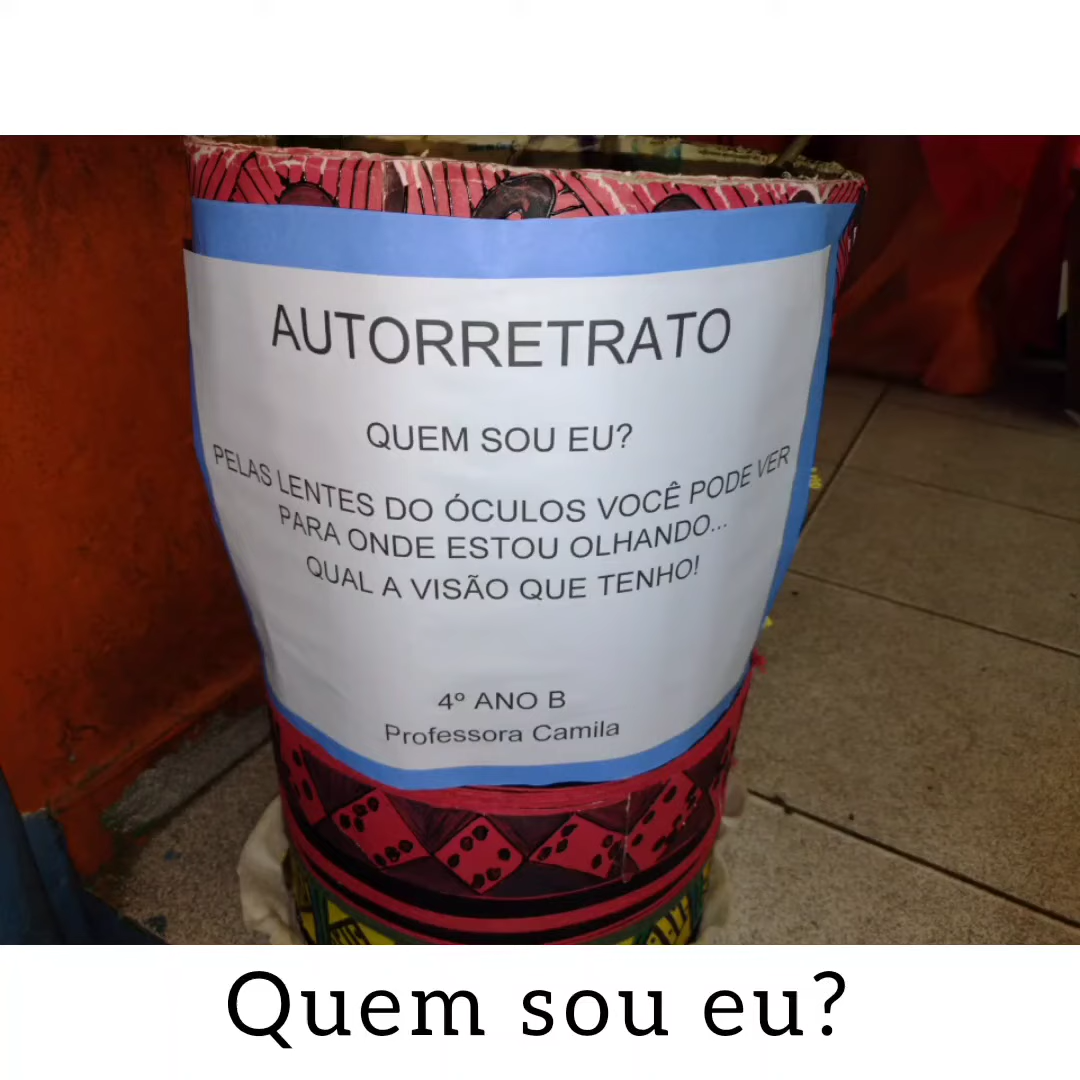 AUTORRETRATO
QUEM SOU EU?
PELAS LENTES DO ÓCULOS VOCÊ PODE VER
PARA ONDE ESTOU OLHANDO...
QUAL A VISÃO QUE TENHO!
4º ANO B
Professora Camila
Quem sou eu?